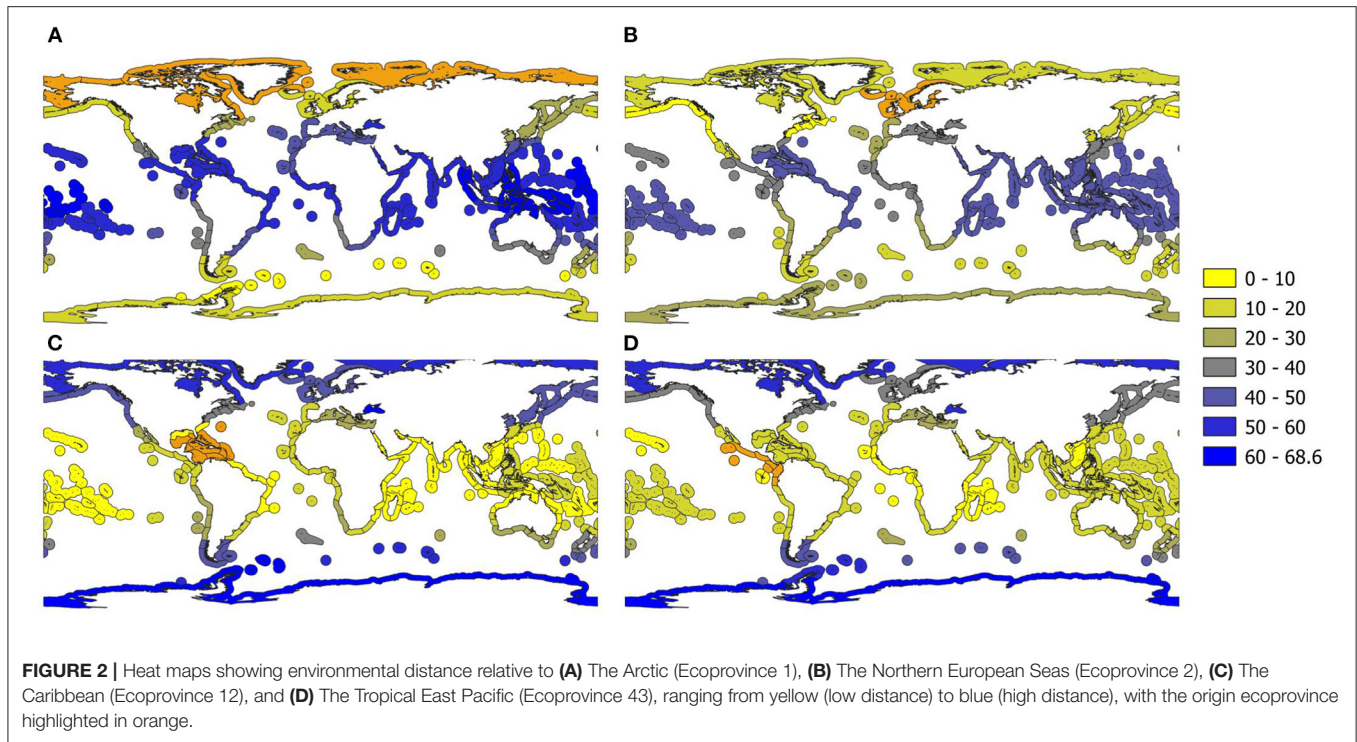 A
B
C
D
0 - 10
10 - 20
20 - 30
30 - 40
40 - 50
50 - 60
60 - 68.6
FIGURE 2 | Heat maps showing environmental distance relative to (A) The Arctic (Ecoprovince 1), (B) The Northern European Seas (Ecoprovince 2), (C) The
Caribbean (Ecoprovince 12), and (D) The Tropical East Pacific (Ecoprovince 43), ranging from yellow (low distance) to blue (high distance), with the origin ecoprovince
highlighted in orange.